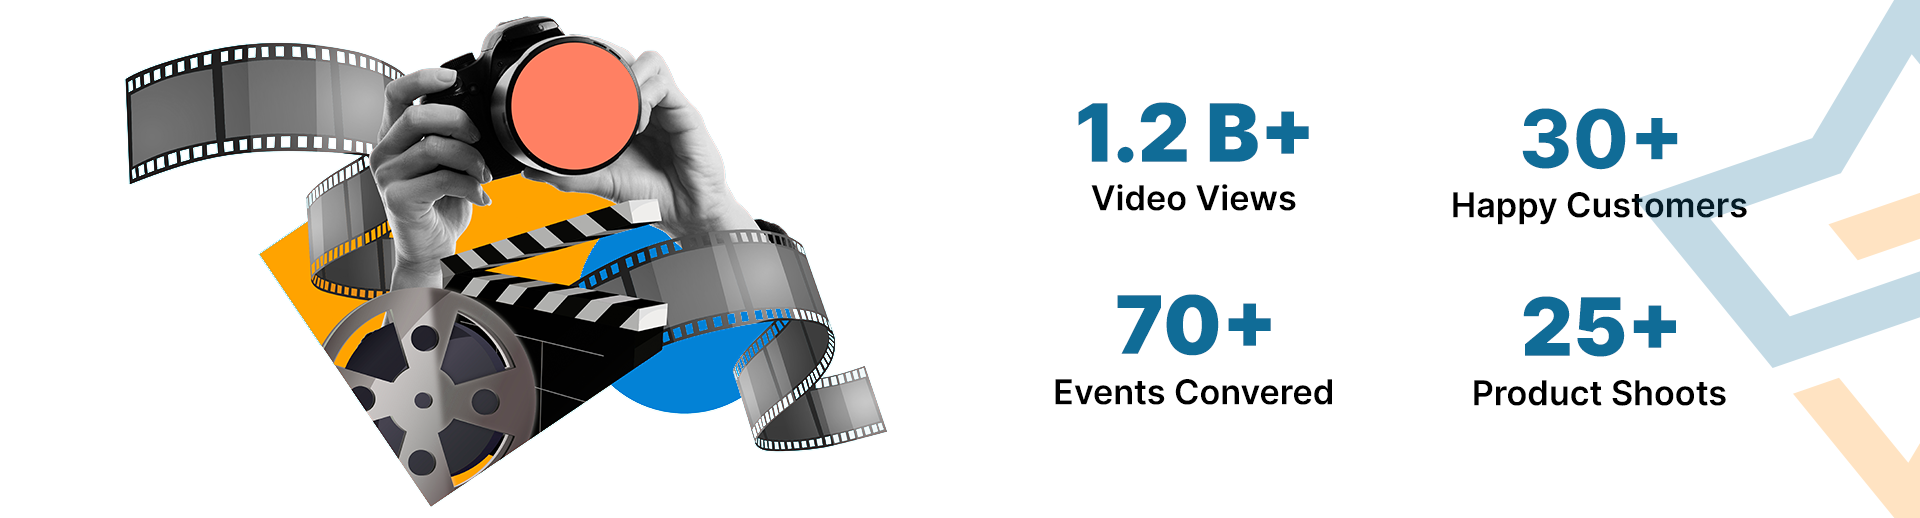 1.2 B+
Video Views
30+
Happy Customers
70+
Events Convered
25+
Product Shoots